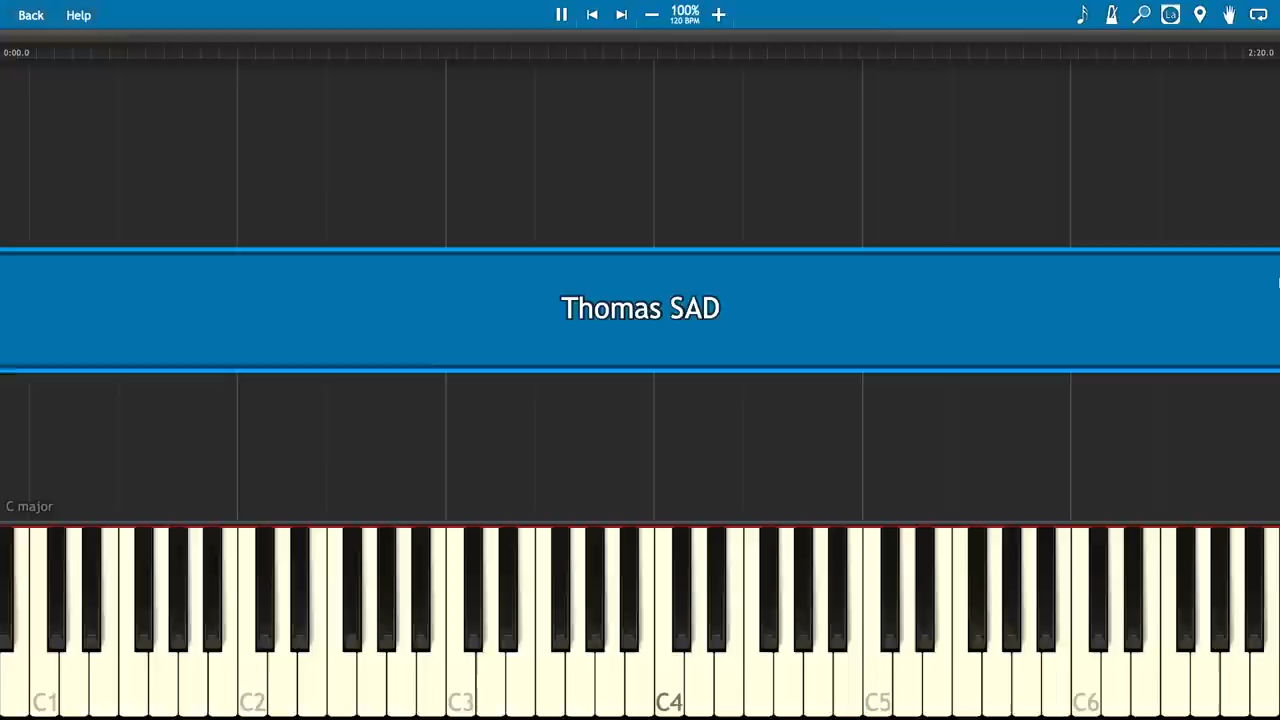 Back Help 100% La
120 BPM
0:00.0 2:20.0
Thomas SAD
C major
C1 C2 C3 C4 C5 C6